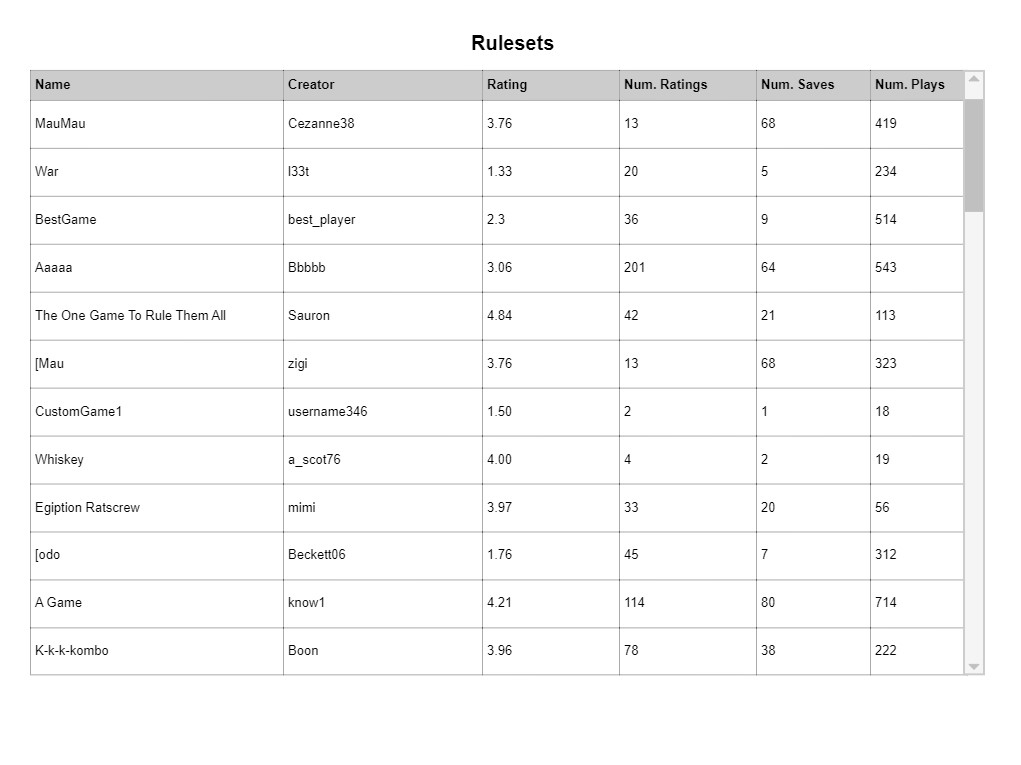 Rulesets
Name Creator Rating Num. Ratings Num. Saves Num. Plays
MauMau Cezanne38 3.76 13 68 419
War l33t 1.33 20 5 234
BestGame best_player 2.3 36 9 514
Aaaaa Bbbbb 3.06 201 64 543
The One Game To Rule Them All Sauron 4.84 42 21 113
[Mau zigi 3.76 13 68 323
CustomGame1 username346 1.50 2 1 18
Whiskey a_scot76 4.00 4 2 19
Egiption Ratscrew mimi 3.97 33 20 56
[odo Beckett06 1.76 45 7 312
A Game know1 4.21 114 80 714
K-k-k-kombo Boon 3.96 78 38 222